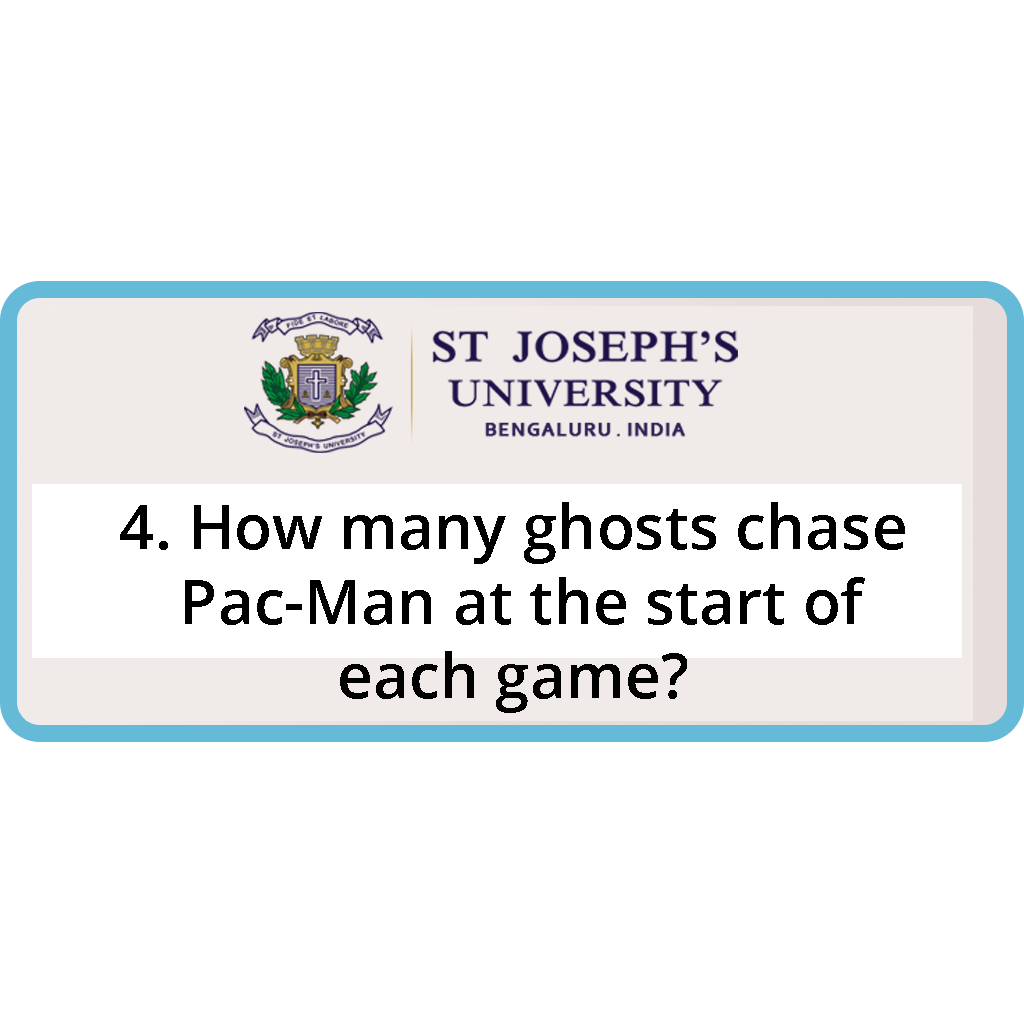 FIDE ET LABORE
ST JOSEPH'S UNIVERSITY
ST JOSEPH'S
UNIVERSITY
BENGALURU . INDIA
4. How many ghosts chase
Pac-Man at the start of
each game?